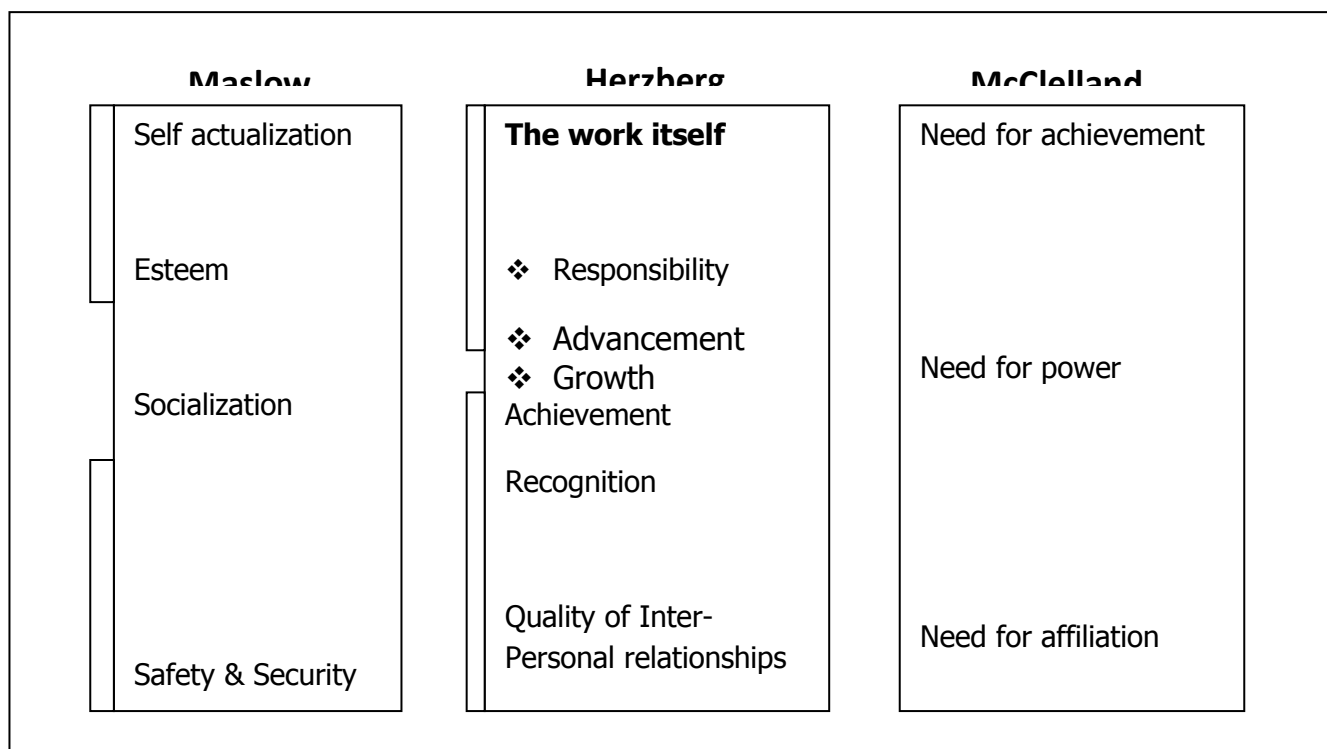 Maslow
Herzberg
McClelland
Self actualization
Esteem
Socialization
Safety & Security
The work itself
❖ Responsibility
❖ Advancement
❖ Growth
Achievement
Recognition
Quality of Inter-
Personal relationships
Need for achievement
Need for power
Need for affiliation